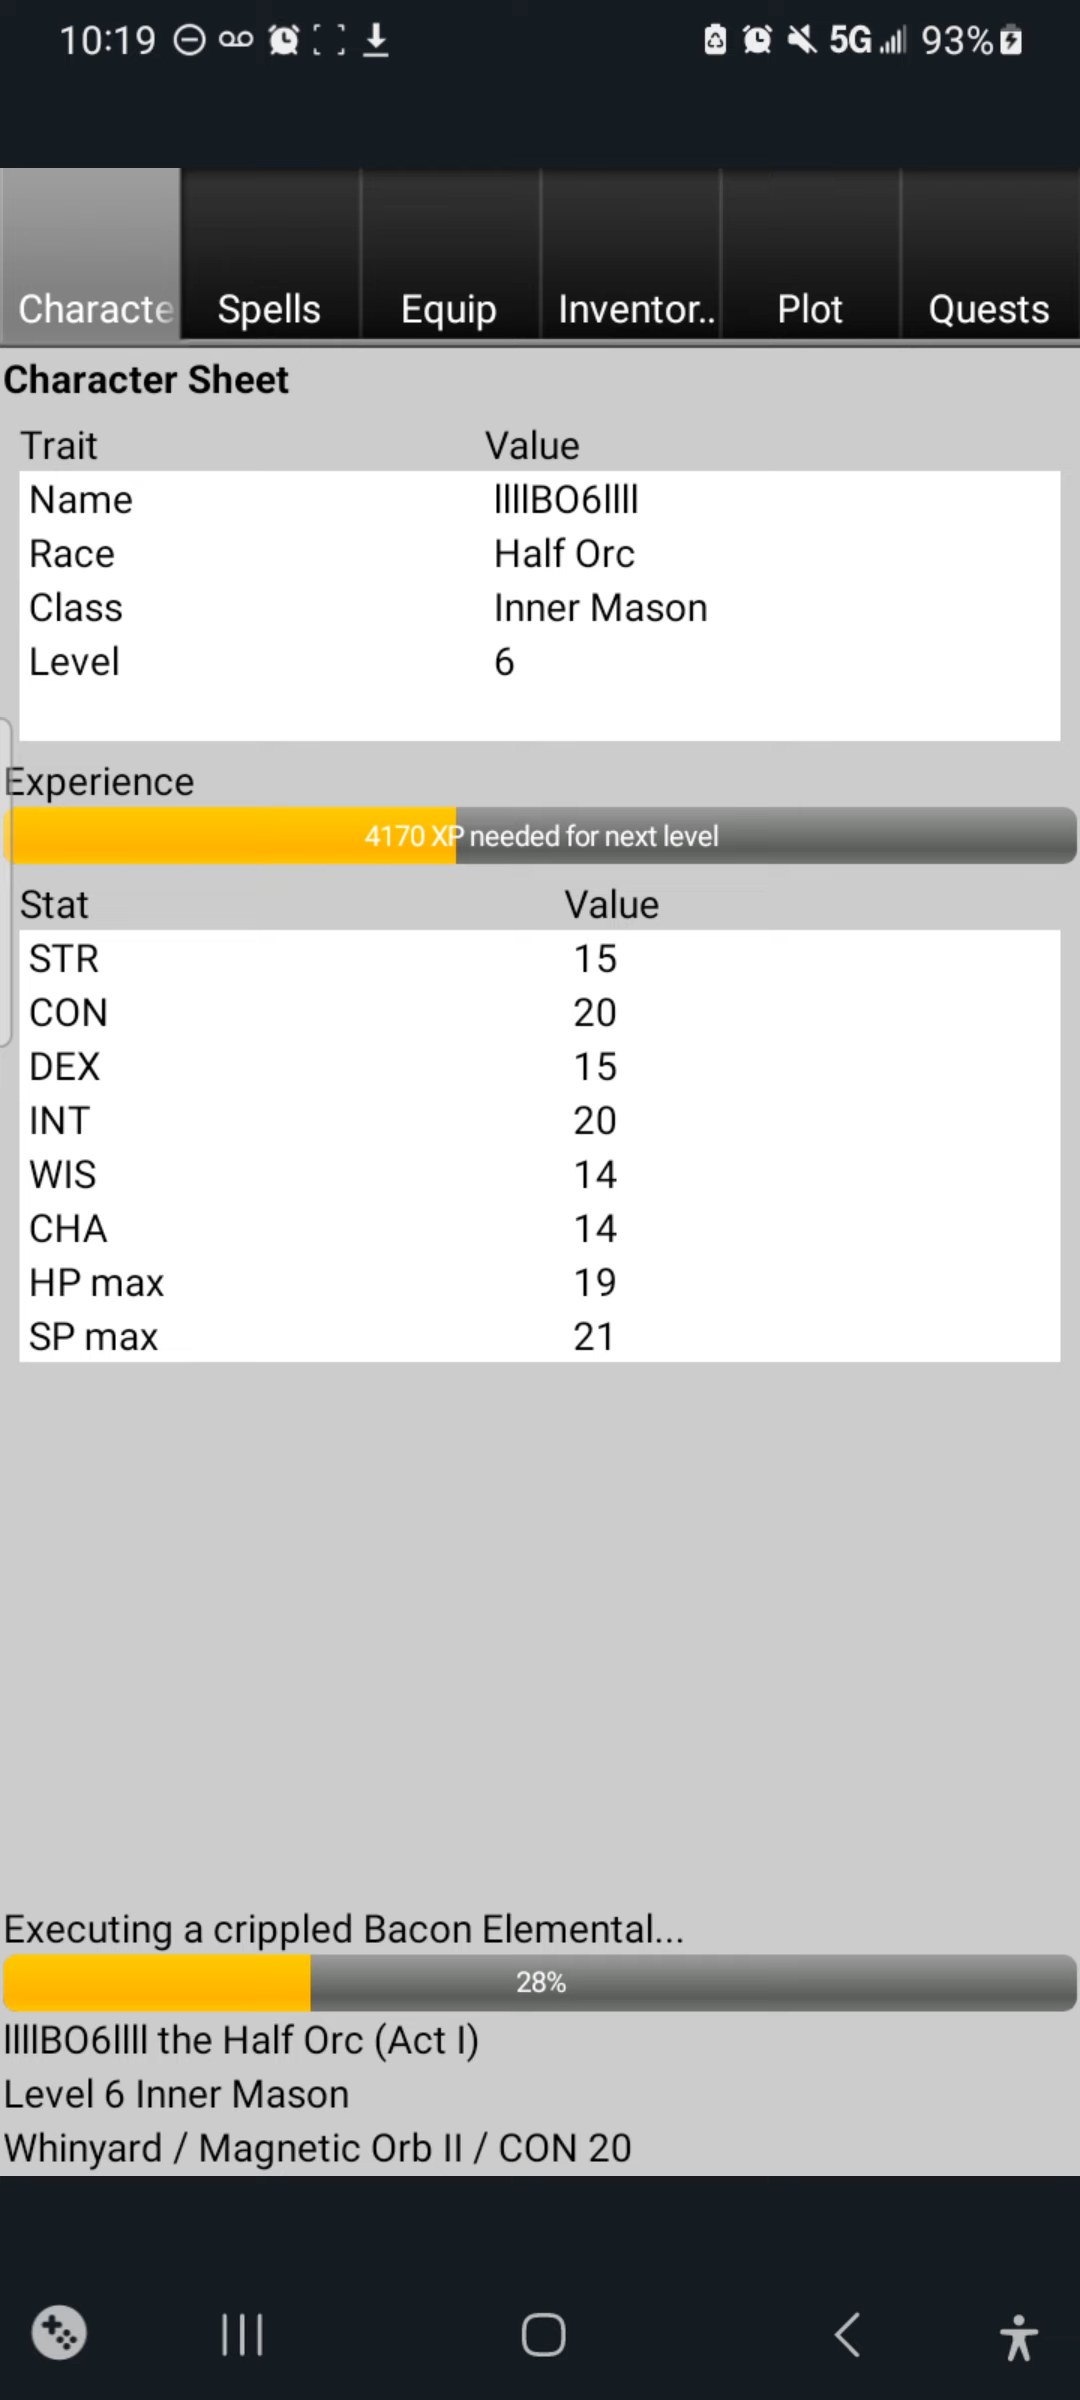 10:19 5G 93%
Characte Spells Equip Inventor.. Plot Quests
Character Sheet
Trait Value
Name llllBO6llll
Race Half Orc
Class Inner Mason
Level 6
Experience
4170 XP needed for next level
Stat Value
STR 15
CON 20
DEX 15
INT 20
WIS 14
CHA 14
HP max 19
SP max 21
Executing a crippled Bacon Elemental...
28%
llllBO6llll the Half Orc (Act I)
Level 6 Inner Mason
Whinyard / Magnetic Orb II / CON 20